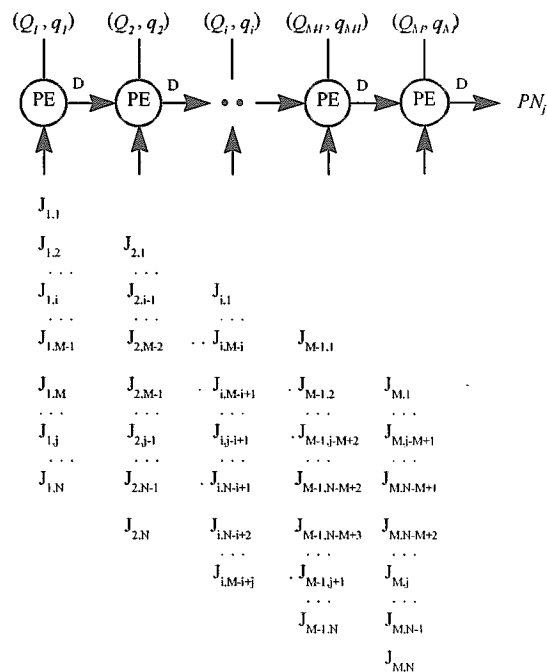 (Q1, q1) (Q2, q2) (Qi, qi) (QM-1, qM-1) (QM, qM)
PE D PE D PE D PE D PNj
J1,1
J1,2 J2,1
. . . . . .
J1,i J2,i-1 Ji,1
. . . . . . . . .
J1,M-1 J2,M-2 . . Ji,M-i JM-1,1
J1,M J2,M-1 . Ji,M-i+1 . JM-1,2 JM,1
. . . . . . . . . . . . . . .
J1,j J2,j-1 Ji,j-i+1 . JM-1,j-M+2 JM,j-M+1
. . . . . . . . . . . . . . .
J1,N J2,N-1 . Ji,N-i+1 . JM-1,N-M+2 JM,N-M+1
J2,N Ji,N-i+2 JM-1,N-M+3 JM,N-M+2
. . . . . . . . .
Ji,M-i+j . JM-1,j+1 JM,j
. . . . . .
JM-1,N JM,N-1
JM,N